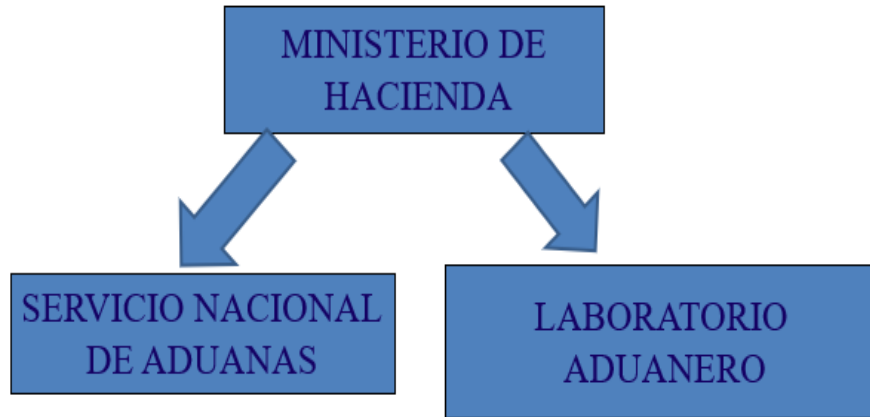 MINISTERIO DE
HACIENDA
SERVICIO NACIONAL
DE ADUANAS
LABORATORIO
ADUANERO